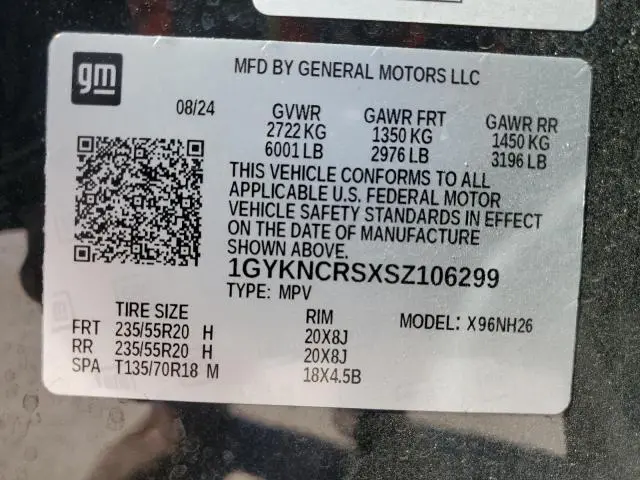 gm
MFD BY GENERAL MOTORS LLC
08/24
GVWR GAWR FRT GAWR RR
2722 KG 1350 KG 1450 KG
6001 LB 2976 LB 3196 LB
THIS VEHICLE CONFORMS TO ALL
APPLICABLE U.S. FEDERAL MOTOR
VEHICLE SAFETY STANDARDS IN EFFECT
ON THE DATE OF MANUFACTURE
SHOWN ABOVE.
1GYKNCRSXSZ106299
TYPE: MPV
TIRE SIZE RIM MODEL: X96NH26
FRT 235/55R20 H 20X8J
RR 235/55R20 H 20X8J
SPA T135/70R18 M 18X4.5B